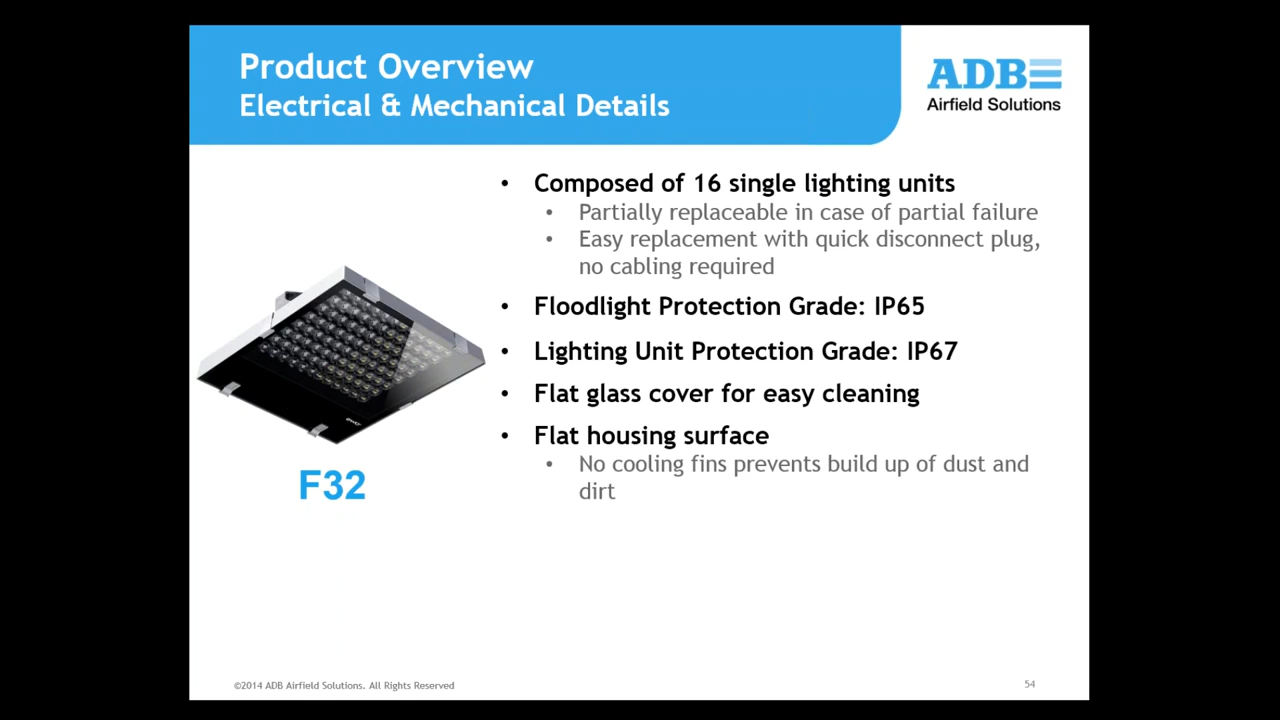 Product Overview
Electrical & Mechanical Details
ADB
Airfield Solutions
• Composed of 16 single lighting units
• Partially replaceable in case of partial failure
• Easy replacement with quick disconnect plug,
no cabling required
• Floodlight Protection Grade: IP65
• Lighting Unit Protection Grade: IP67
• Flat glass cover for easy cleaning
• Flat housing surface
• No cooling fins prevents build up of dust and
dirt
F32
©2014 ADB Airfield Solutions. All Rights Reserved
54